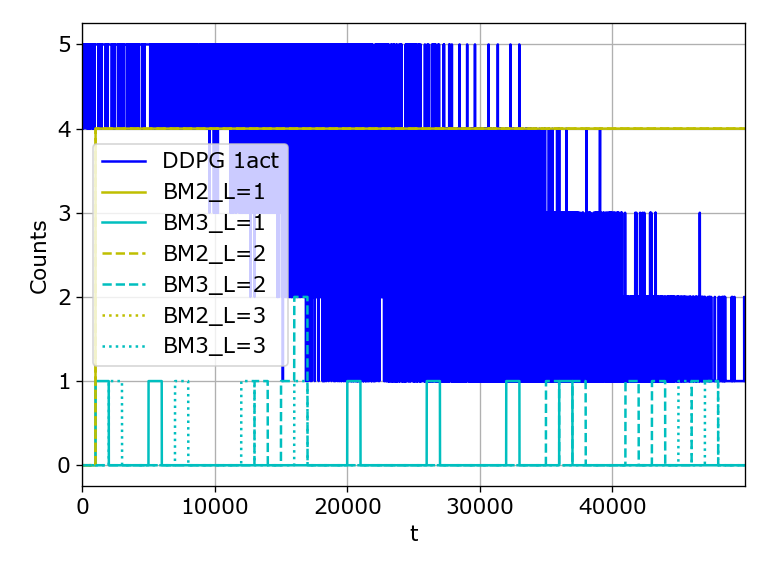 5
4
3
2
1
0
Counts
DDPG 1act
BM2_L=1
BM3_L=1
BM2_L=2
BM3_L=2
BM2_L=3
BM3_L=3
0 10000 20000 30000 40000
t